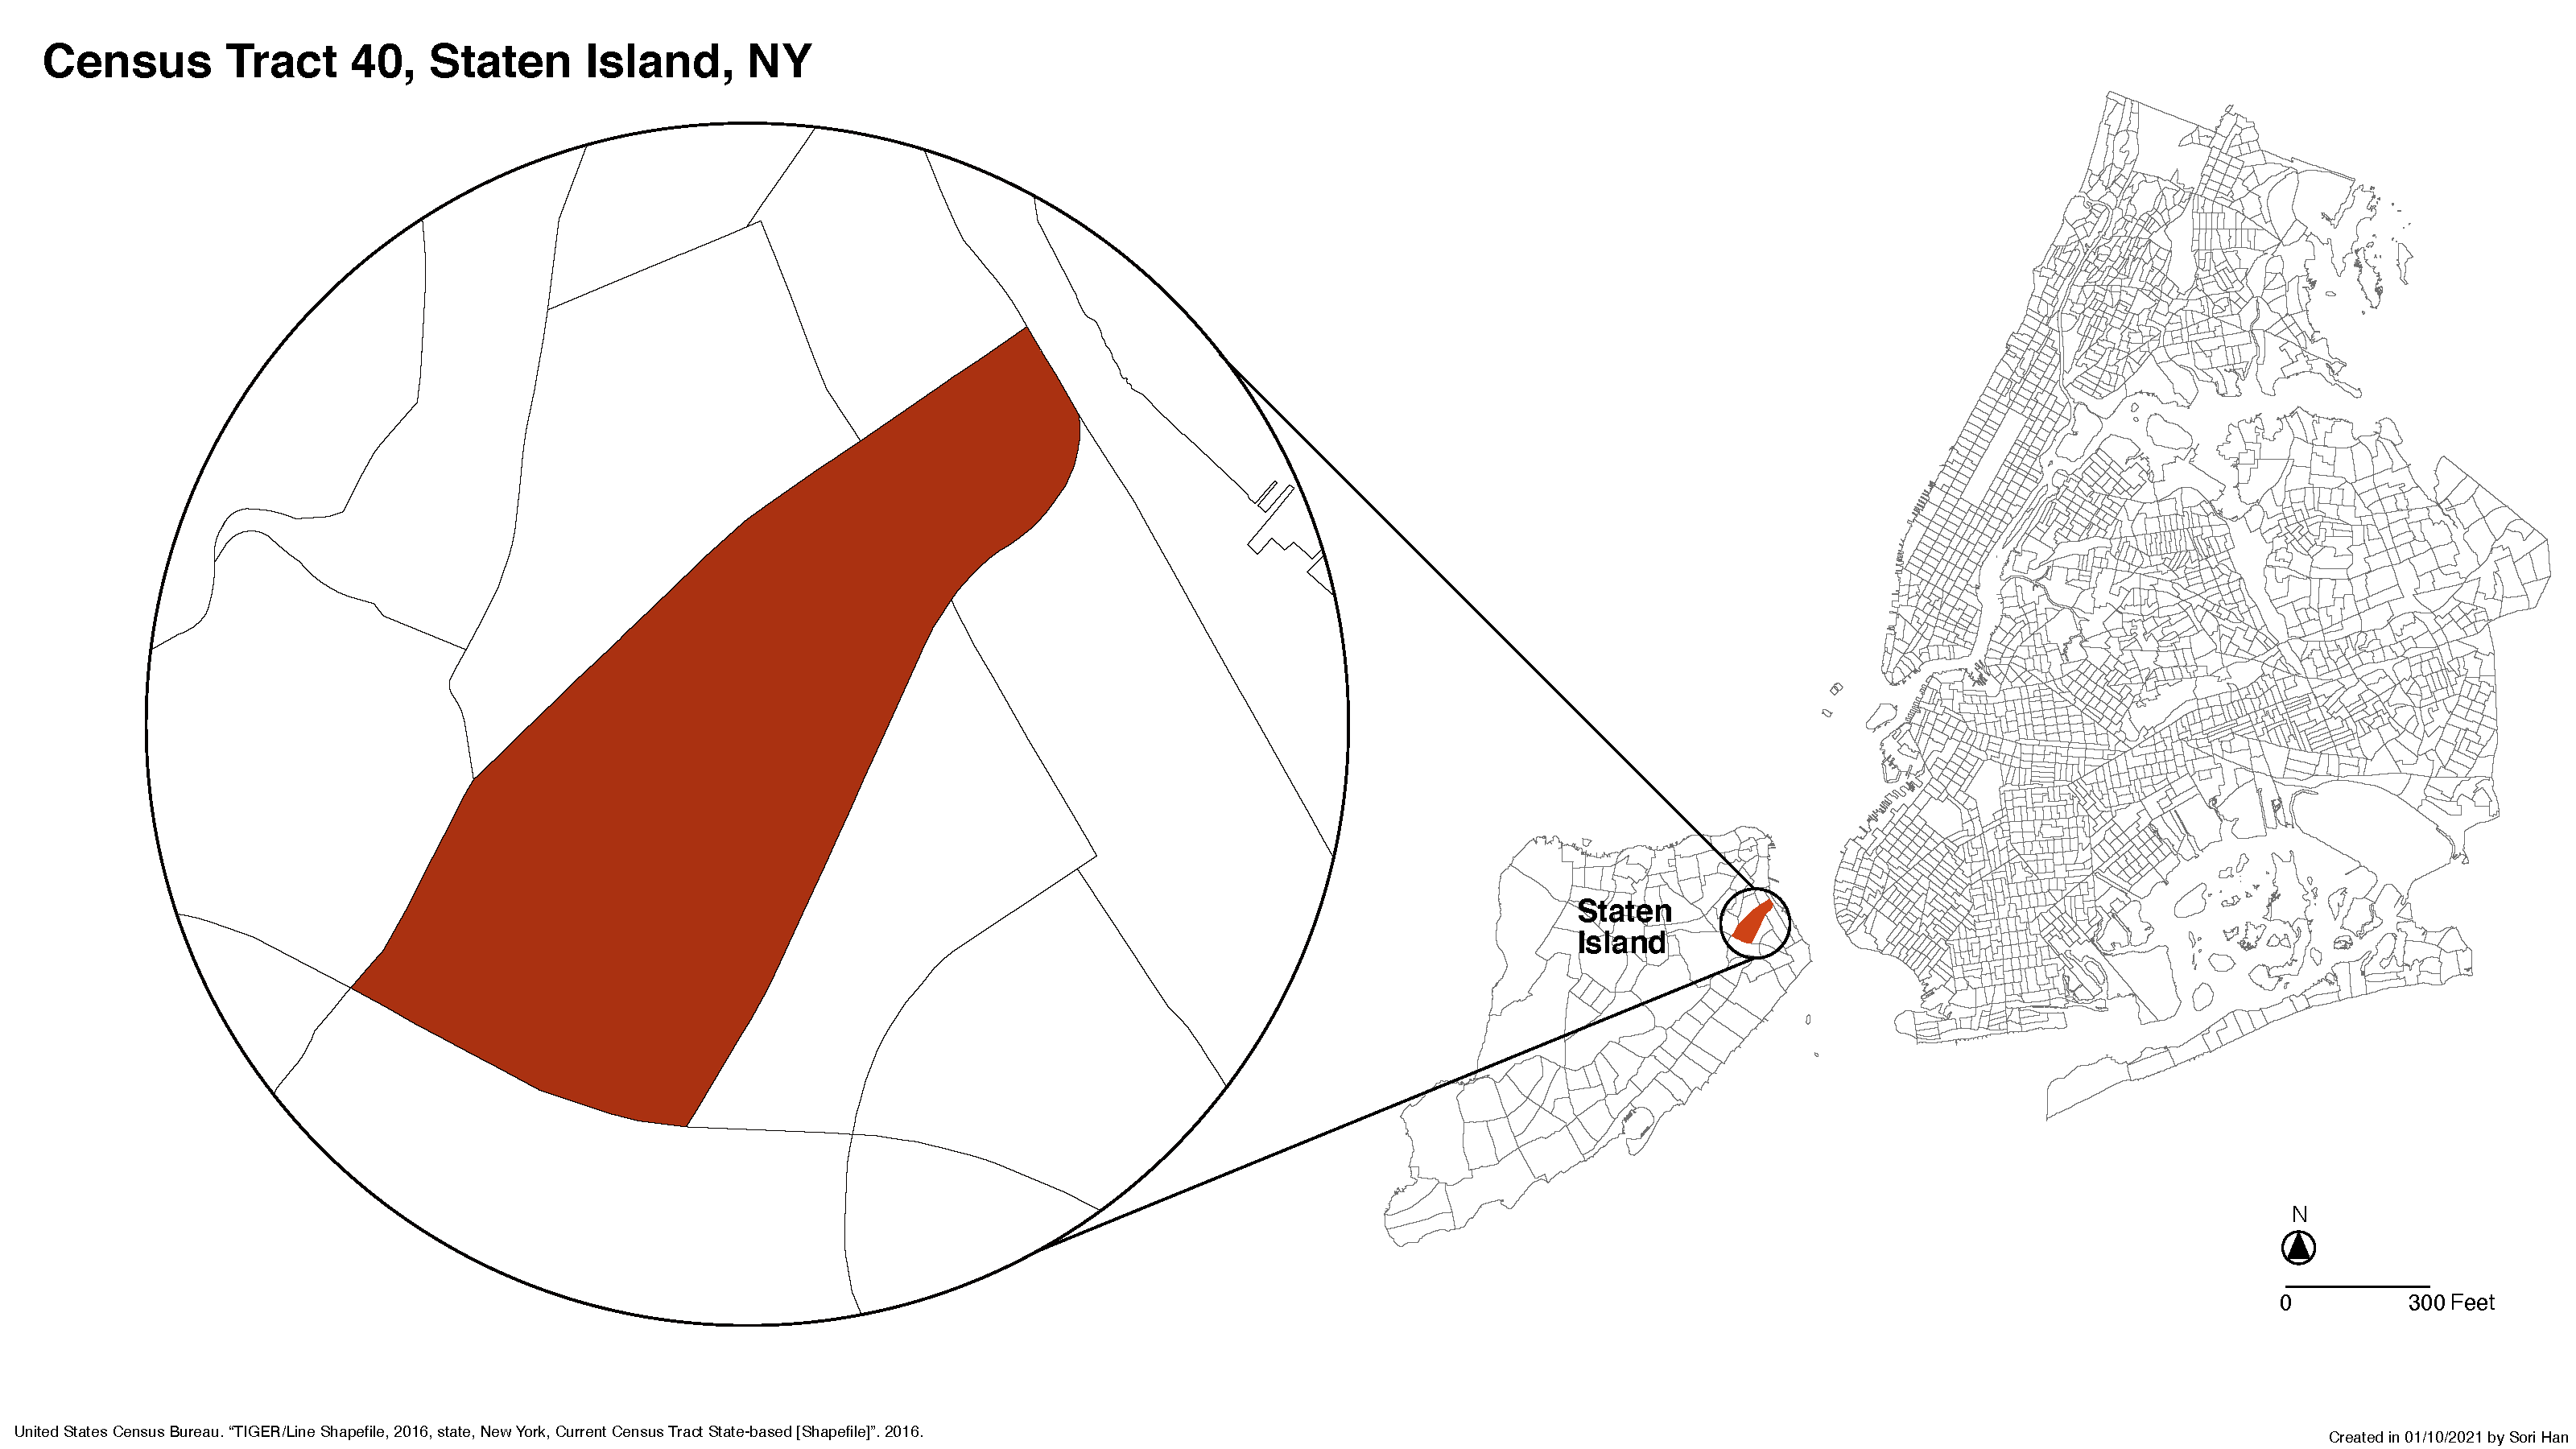 Census Tract 40, Staten Island, NY
Staten
Island
N
0 300 Feet
United States Census Bureau. “TIGER/Line Shapefile, 2016, state, New York, Current Census Tract State-based [Shapefile]”. 2016.
Created in 01/10/2021 by Sori Han